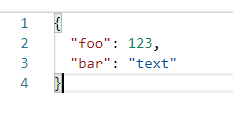 1 {
2   "foo": 123,
3   "bar": "text"
4 }